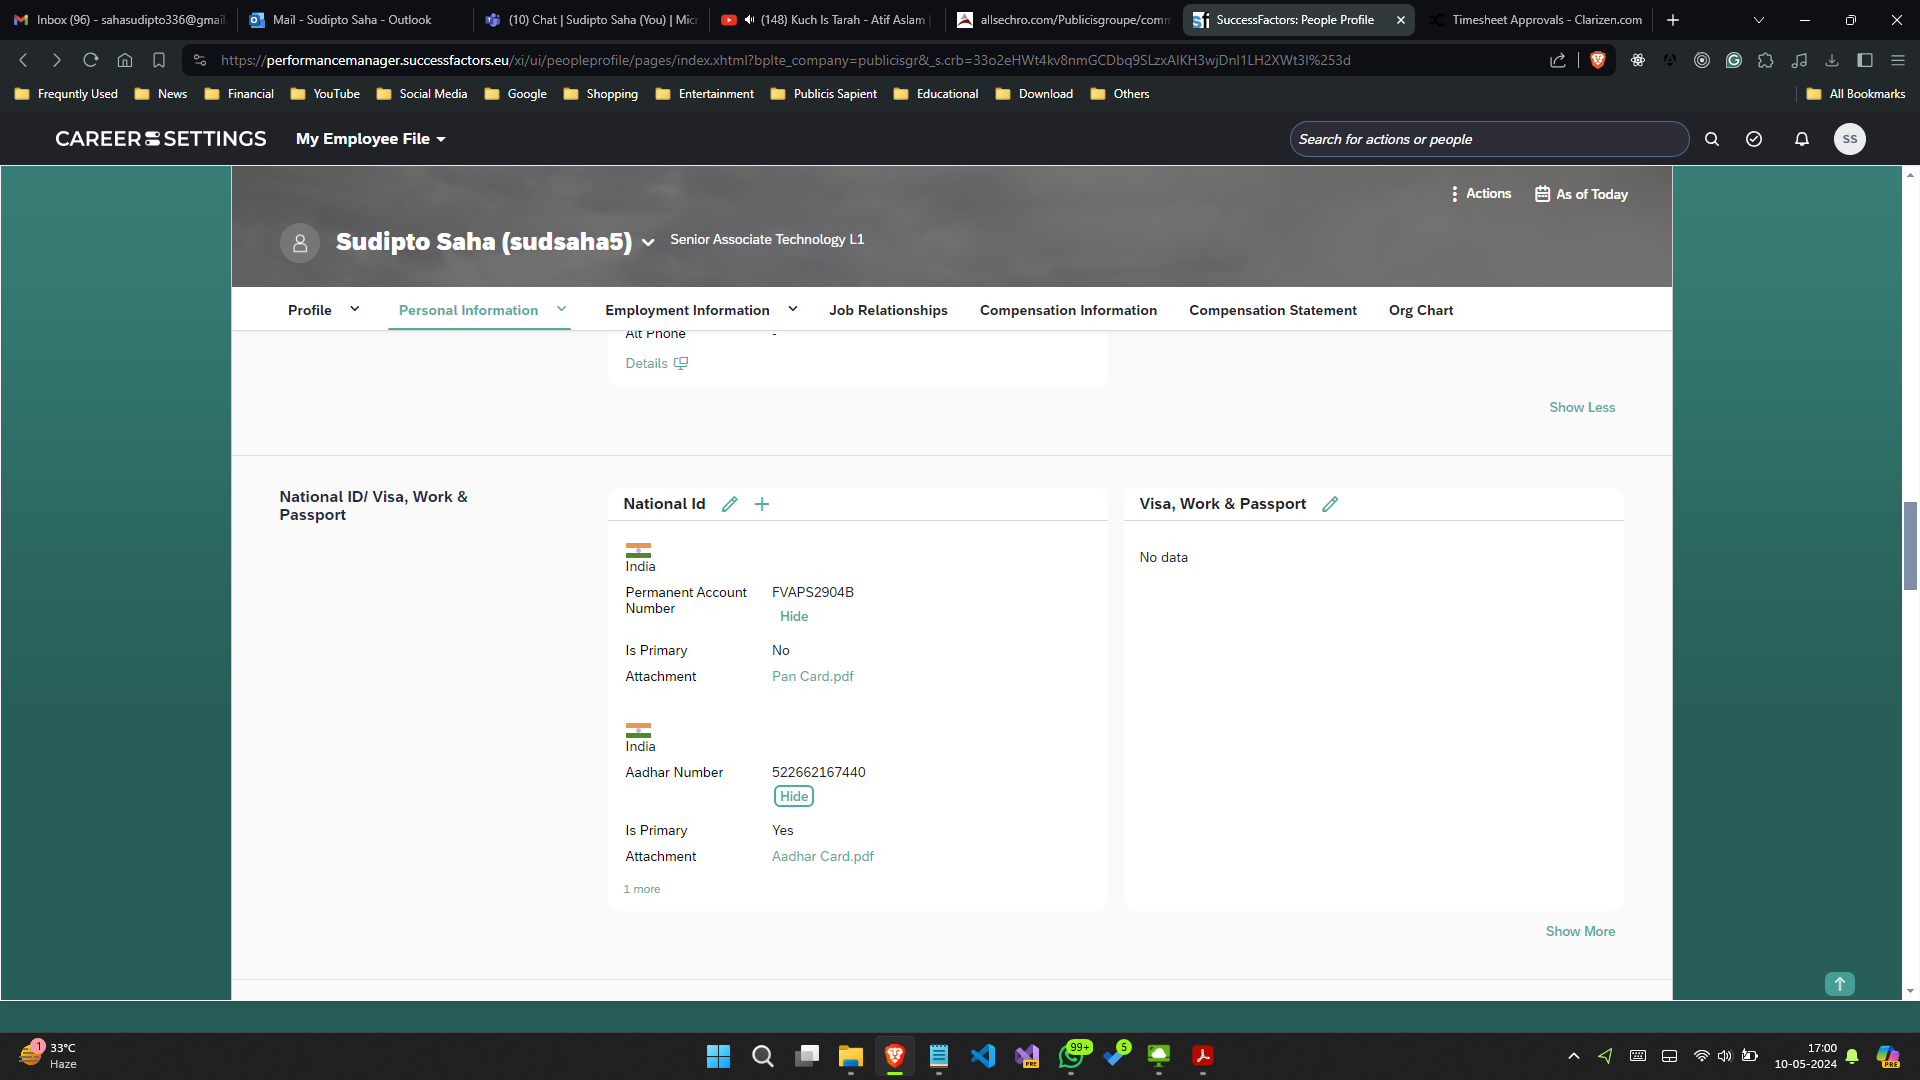 Inbox (96) - sahasudipto336@gmail.
Mail - Sudipto Saha - Outlook
(10) Chat | Sudipto Saha (You) | Micr
(148) Kuch Is Tarah - Atif Aslam |
allsechro.com/Publicisgroupe/comm
SuccessFactors: People Profile
Timesheet Approvals - Clarizen.com
https://performancemanager.successfactors.eu/xi/ui/peopleprofile/pages/index.xhtml?bplte_company=publicisgr&_s.crb=
Frequntly Used
News
Financial
YouTube
Social Media
Google
Shopping
Entertainment
Publicis Sapient
Educational
Download
Others
All Bookmarks
CAREER SETTINGS
My Employee File
Search for actions or people
SS
Actions
As of Today
Sudipto Saha (sudsaha5)
Senior Associate Technology L1
Profile
Personal Information
Employment Information
Job Relationships
Compensation Information
Compensation Statement
Org Chart
Alt Phone -
Details
Show Less
National ID/ Visa, Work &
Passport
National Id
Visa, Work & Passport
No data
India
Permanent Account
Number
FVAPS2904B
Hide
Is Primary No
Attachment Pan Card.pdf
India
Aadhar Number 522662167440
Hide
Is Primary Yes
Attachment Aadhar Card.pdf
1 more
Show More
1
33°C
Haze
PRE
99+
5
17:00
10-05-2024
PRE